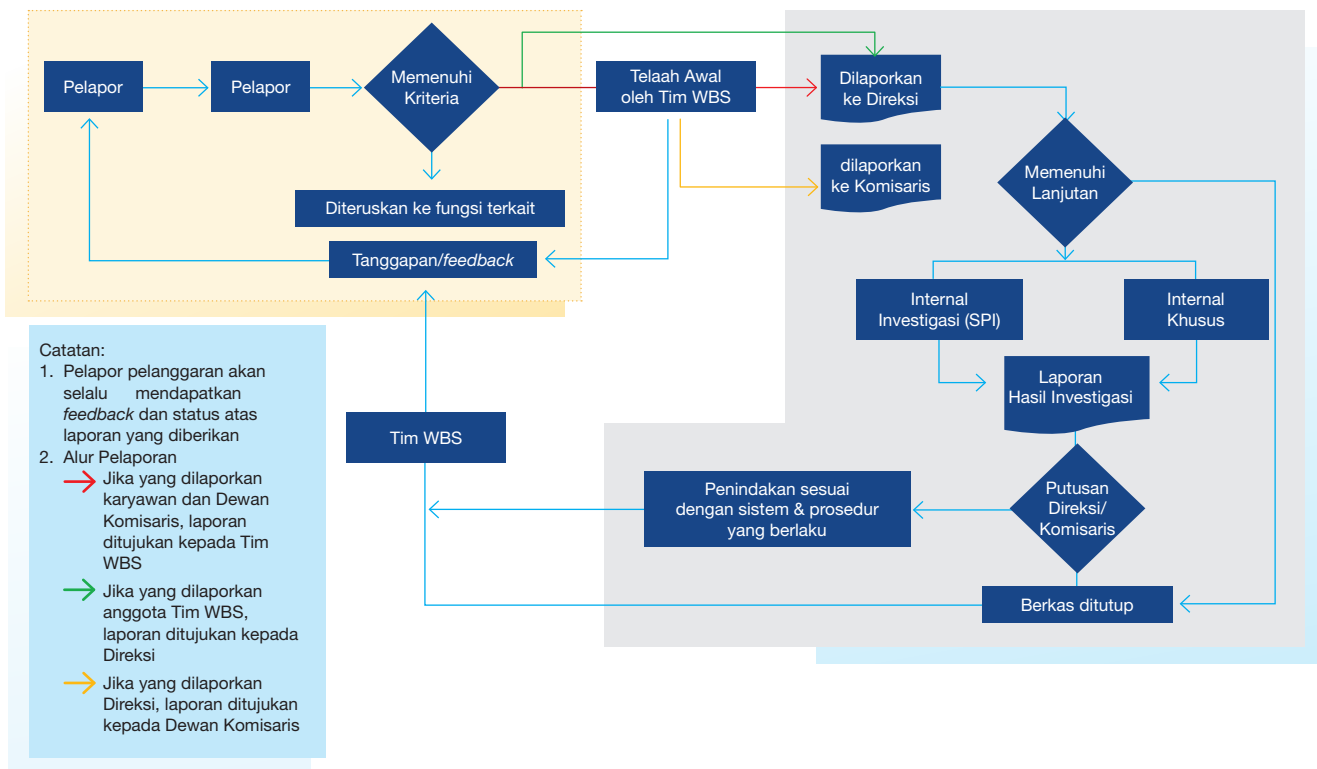 Pelapor
Pelapor
Memenuhi
Kriteria
Telaah Awal
oleh Tim WBS
Dilaporkan
ke Direksi
dilaporkan
ke Komisaris
Memenuhi
Lanjutan
Diteruskan ke fungsi terkait
Tanggapan/feedback
Internal
Investigasi (SPI)
Internal
Khusus
Laporan
Hasil Investigasi
Tim WBS
Penindakan sesuai
dengan sistem & prosedur
yang berlaku
Putusan
Direksi/
Komisaris
Berkas ditutup
Catatan:
1. Pelapor pelanggaran akan
selalu mendapatkan
feedback dan status atas
laporan yang diberikan
2. Alur Pelaporan
Jika yang dilaporkan
karyawan dan Dewan
Komisaris, laporan
ditujukan kepada Tim
WBS
Jika yang dilaporkan
anggota Tim WBS,
laporan ditujukan kepada
Direksi
Jika yang dilaporkan
Direksi, laporan ditujukan
kepada Dewan Komisaris